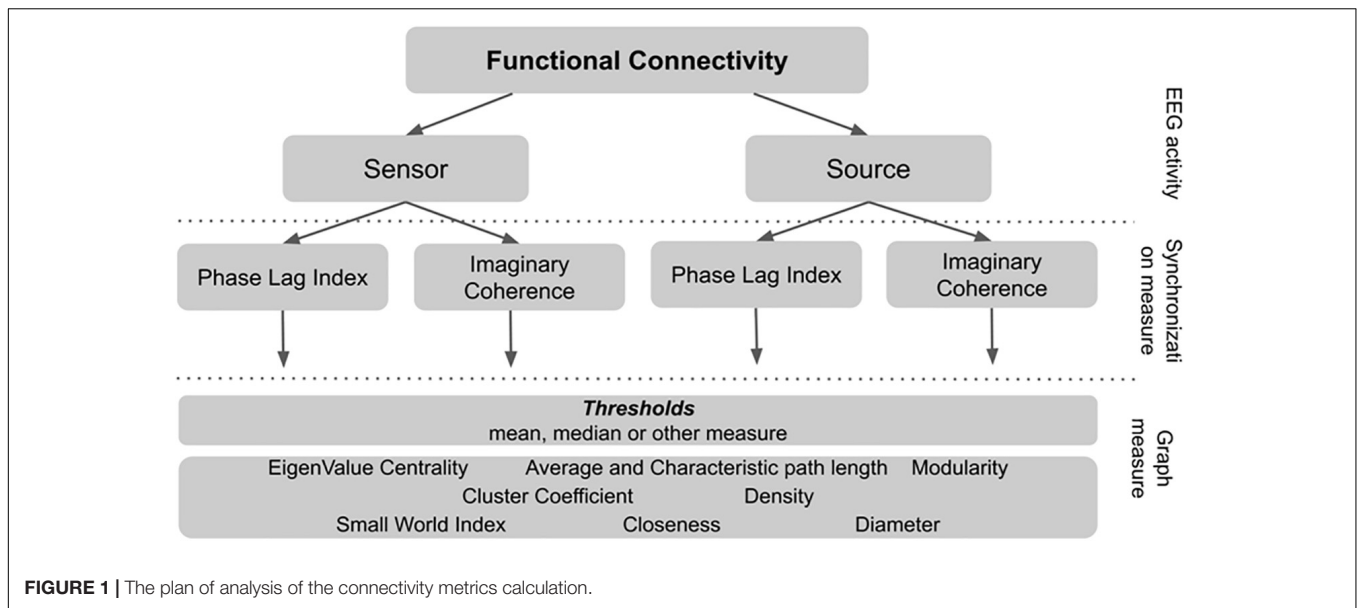 Functional Connectivity
EEG activity
Sensor
Source
Phase Lag Index
Imaginary
Coherence
Phase Lag Index
Imaginary
Coherence
Synchronizati
on measure
Thresholds
mean, median or other measure
Graph
measure
EigenValue Centrality Average and Characteristic path length Modularity
Cluster Coefficient Density
Small World Index Closeness Diameter
FIGURE 1 | The plan of analysis of the connectivity metrics calculation.